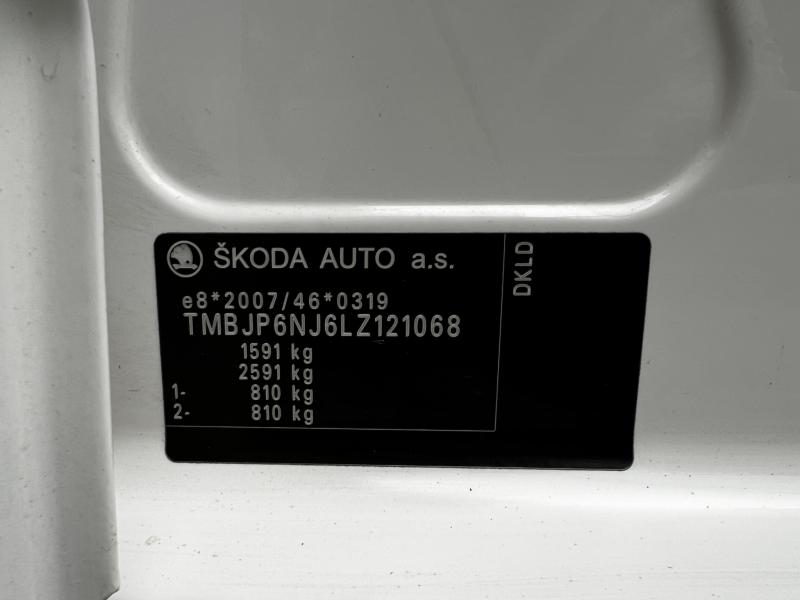 ŠKODA AUTO a.s.
DKLD
e8*2007/46*0319
TMBJP6NJ6LZ121068
1591 kg
2591 kg
1- 810 kg
2- 810 kg